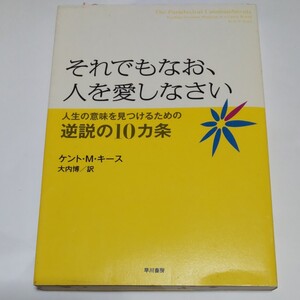 それでもなお、
人を愛しなさい
人生の意味を見つけるための
逆説の10カ条
ケント・M・キース
大内博/訳
早川書房